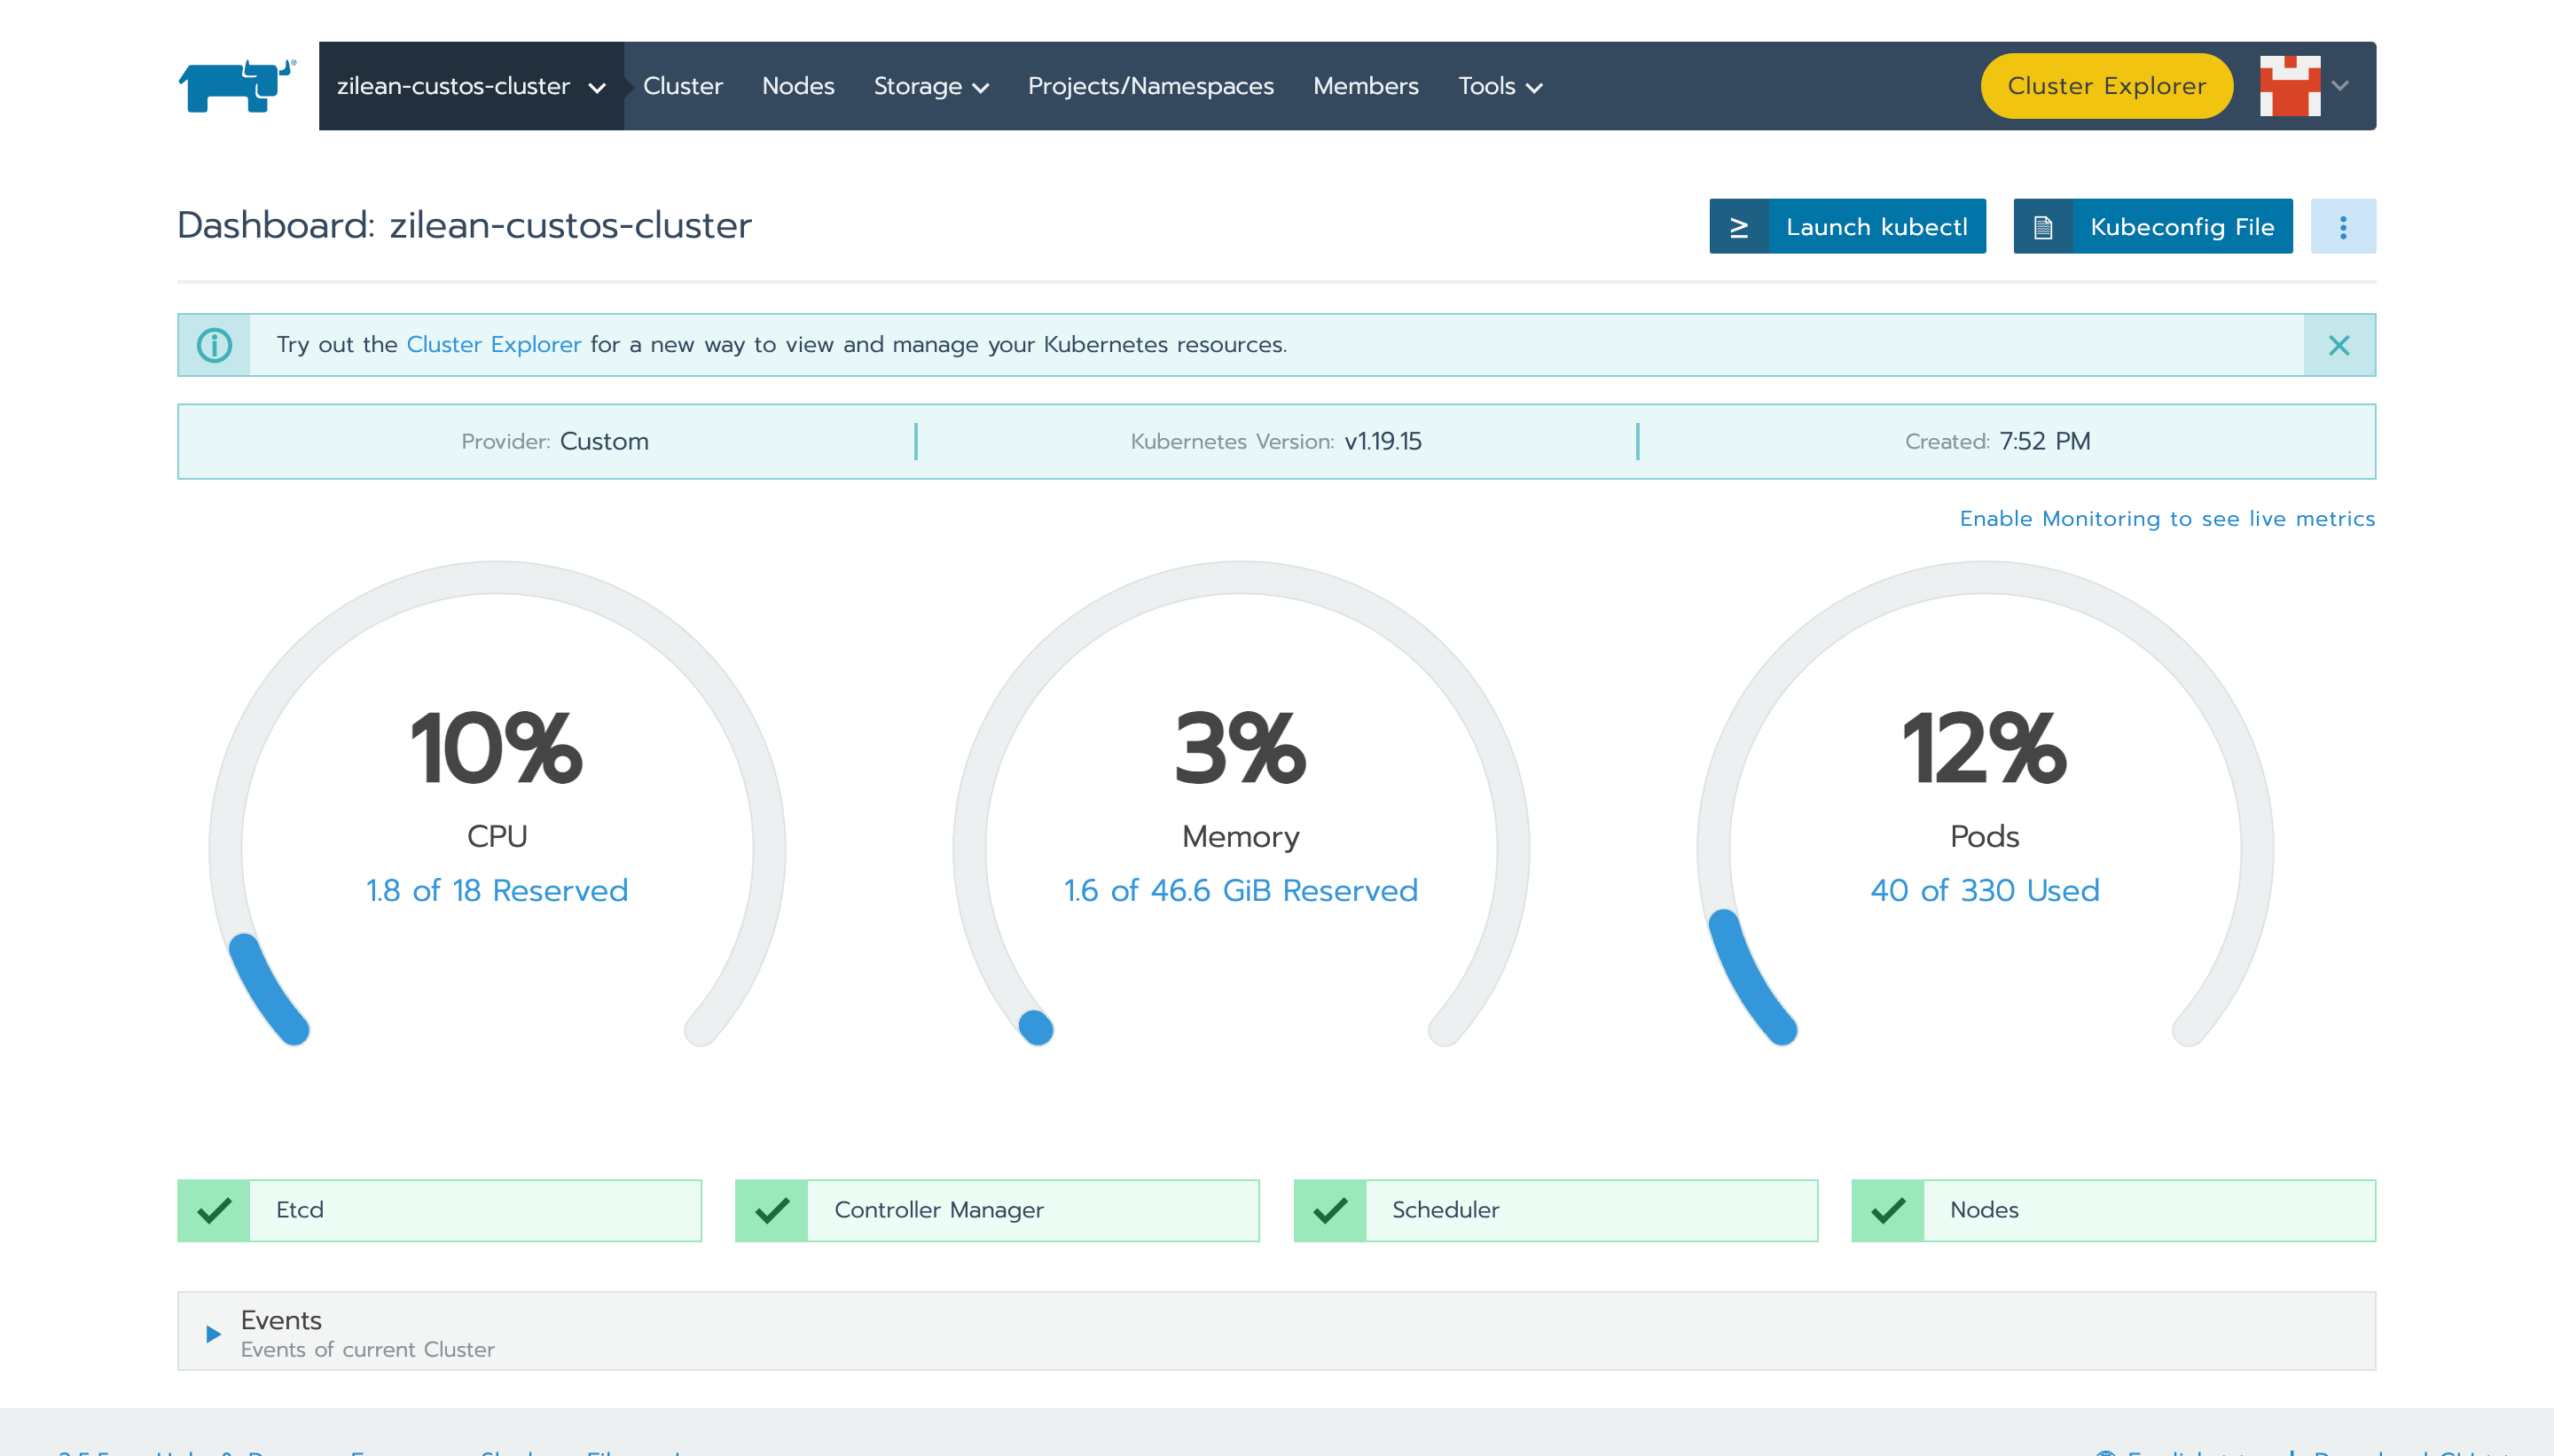 zilean-custos-cluster Cluster Nodes Storage Projects/Namespaces Members Tools Cluster Explorer
Dashboard: zilean-custos-cluster
Launch kubectl Kubeconfig File
Try out the Cluster Explorer for a new way to view and manage your Kubernetes resources.
Provider: Custom Kubernetes Version: v1.19.15 Created: 7:52 PM
Enable Monitoring to see live metrics
10%
CPU
1.8 of 18 Reserved
3%
Memory
1.6 of 46.6 GiB Reserved
12%
Pods
40 of 330 Used
Etcd Controller Manager Scheduler Nodes
Events
Events of current Cluster